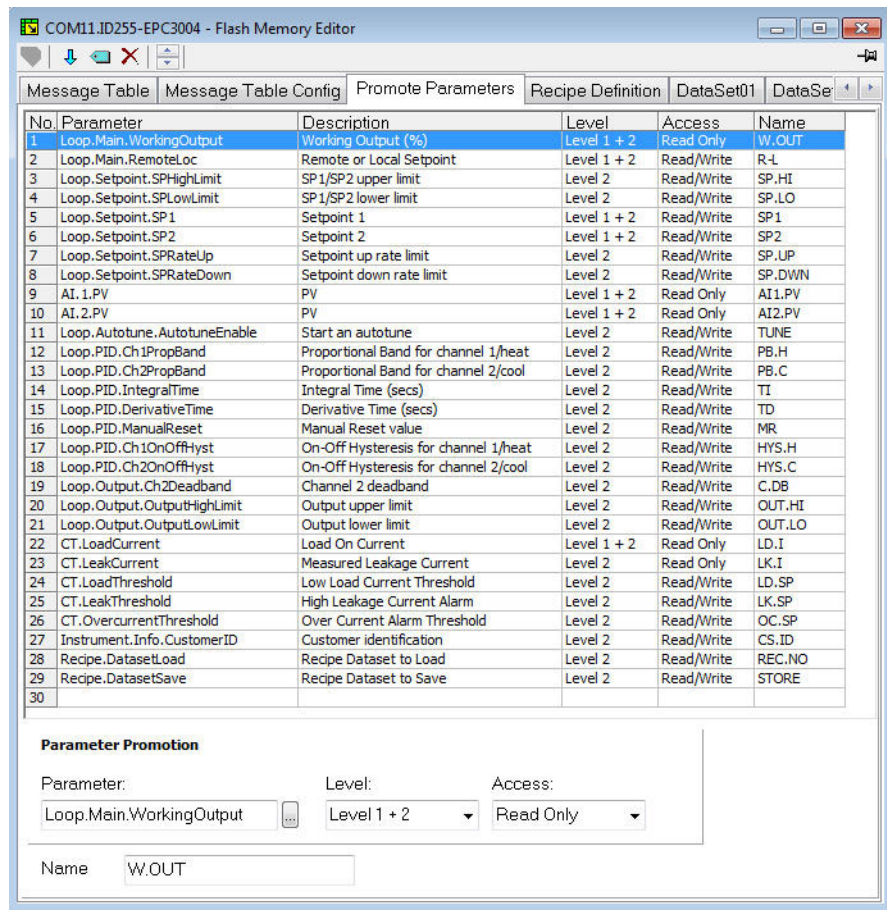 COM11.ID255-EPC3004 - Flash Memory Editor
Message Table Message Table Config Promote Parameters Recipe Definition DataSet01 DataSe
No. Parameter Description Level Access Name
1 Loop.Main.WorkingOutput Working Output (%) Level 1 + 2 Read Only W.OUT
2 Loop.Main.RemoteLoc Remote or Local Setpoint Level 1 + 2 Read/Write R-L
3 Loop.Setpoint.SPHighLimit SP1/SP2 upper limit Level 2 Read/Write SP.HI
4 Loop.Setpoint.SPLowLimit SP1/SP2 lower limit Level 2 Read/Write SP.LO
5 Loop.Setpoint.SP1 Setpoint 1 Level 1 + 2 Read/Write SP1
6 Loop.Setpoint.SP2 Setpoint 2 Level 1 + 2 Read/Write SP2
7 Loop.Setpoint.SPRateUp Setpoint up rate limit Level 2 Read/Write SP.UP
8 Loop.Setpoint.SPRateDown Setpoint down rate limit Level 2 Read/Write SP.DWN
9 AI.1.PV PV Level 1 + 2 Read Only AI1.PV
10 AI.2.PV PV Level 1 + 2 Read Only AI2.PV
11 Loop.Autotune.AutotuneEnable Start an autotune Level 2 Read/Write TUNE
12 Loop.PID.Ch1PropBand Proportional Band for channel 1/heat Level 2 Read/Write PB.H
13 Loop.PID.Ch2PropBand Proportional Band for channel 2/cool Level 2 Read/Write PB.C
14 Loop.PID.IntegralTime Integral Time (secs) Level 2 Read/Write TI
15 Loop.PID.DerivativeTime Derivative Time (secs) Level 2 Read/Write TD
16 Loop.PID.ManualReset Manual Reset value Level 2 Read/Write MR
17 Loop.PID.Ch1OnOffHyst On-Off Hysteresis for channel 1/heat Level 2 Read/Write HYS.H
18 Loop.PID.Ch2OnOffHyst On-Off Hysteresis for channel 2/cool Level 2 Read/Write HYS.C
19 Loop.Output.Ch2Deadband Channel 2 deadband Level 2 Read/Write C.DB
20 Loop.Output.OutputHighLimit Output upper limit Level 2 Read/Write OUT.HI
21 Loop.Output.OutputLowLimit Output lower limit Level 2 Read/Write OUT.LO
22 CT.LoadCurrent Load On Current Level 1 + 2 Read Only LD.I
23 CT.LeakCurrent Measured Leakage Current Level 2 Read Only LK.I
24 CT.LoadThreshold Low Load Current Threshold Level 2 Read/Write LD.SP
25 CT.LeakThreshold High Leakage Current Alarm Level 2 Read/Write LK.SP
26 CT.OvercurrentThreshold Over Current Alarm Threshold Level 2 Read/Write OC.SP
27 Instrument.Info.CustomerID Customer identification Level 2 Read/Write CS.ID
28 Recipe.DatasetLoad Recipe Dataset to Load Level 2 Read/Write REC.NO
29 Recipe.DatasetSave Recipe Dataset to Save Level 2 Read/Write STORE
30
Parameter Promotion
Parameter: Level: Access:
Loop.Main.WorkingOutput ... Level 1 + 2 Read Only
Name W.OUT